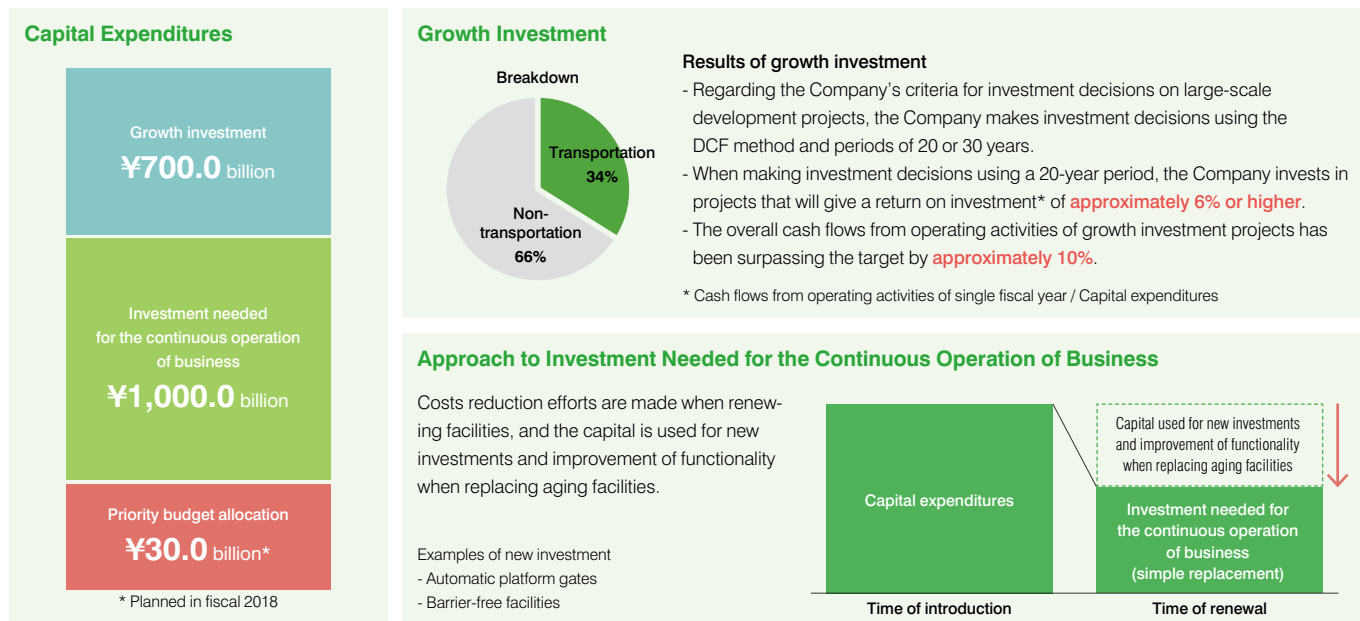 Capital Expenditures
Growth investment
¥700.0 billion
Investment needed
for the continuous operation
of business
¥1,000.0 billion
Priority budget allocation
¥30.0 billion*
* Planned in fiscal 2018
Growth Investment
Breakdown
Transportation
34%
Non-
transportation
66%
Results of growth investment
- Regarding the Company's criteria for investment decisions on large-scale
development projects, the Company makes investment decisions using the
DCF method and periods of 20 or 30 years.
- When making investment decisions using a 20-year period, the Company invests in
projects that will give a return on investment* of approximately 6% or higher.
- The overall cash flows from operating activities of growth investment projects has
been surpassing the target by approximately 10%.
* Cash flows from operating activities of single fiscal year / Capital expenditures
Approach to Investment Needed for the Continuous Operation of Business
Costs reduction efforts are made when renew-
ing facilities, and the capital is used for new
investments and improvement of functionality
when replacing aging facilities.
Examples of new investment
- Automatic platform gates
- Barrier-free facilities
Capital expenditures
Time of introduction
Capital used for new investments
and improvement of functionality
when replacing aging facilities
Investment needed for
the continuous operation
of business
(simple replacement)
Time of renewal